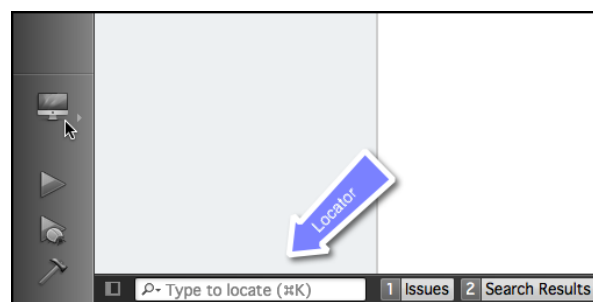 Locator
Type to locate (⌘K)
1 Issues 2 Search Results